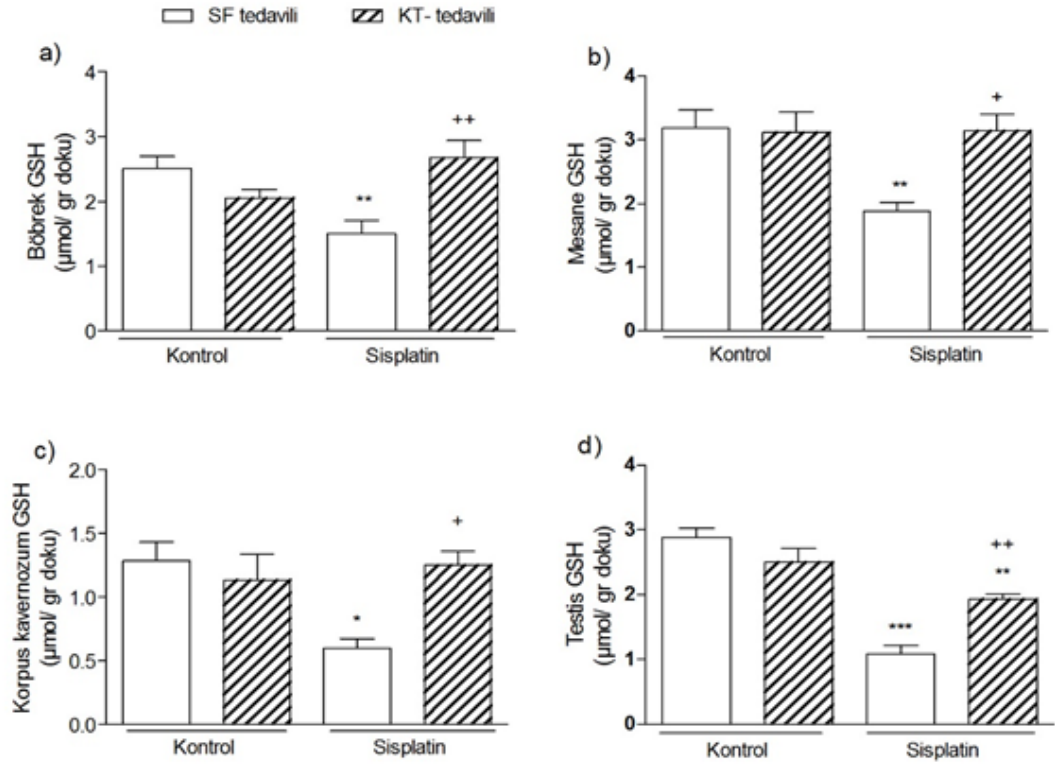 SF tedavili KT- tedavili
a)
Böbrek GSH
(µmol/ gr doku)
4
3
2
1
0
**
++
Kontrol Sisplatin
b)
Mesane GSH
(µmol/ gr doku)
4
3
2
1
0
**
+
Kontrol Sisplatin
c)
Korpus kavernozum GSH
(µmol/ gr doku)
2.0
1.5
1.0
0.5
0.0
*
+
Kontrol Sisplatin
d)
Testis GSH
(µmol/ gr doku)
4
3
2
1
0
***
++
**
Kontrol Sisplatin